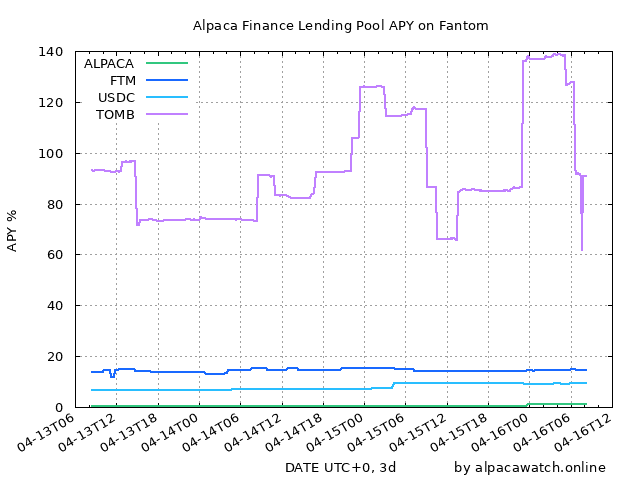 Alpaca Finance Lending Pool APY on Fantom
APY %
140
120
100
80
60
40
20
0
ALPACA
FTM
USDC
TOMB
04-13T06
04-13T12
04-13T18
04-14T00
04-14T06
04-14T12
04-14T18
04-15T00
04-15T06
04-15T12
04-15T18
04-16T00
04-16T06
04-16T12
DATE UTC+0, 3d
by alpacawatch.online